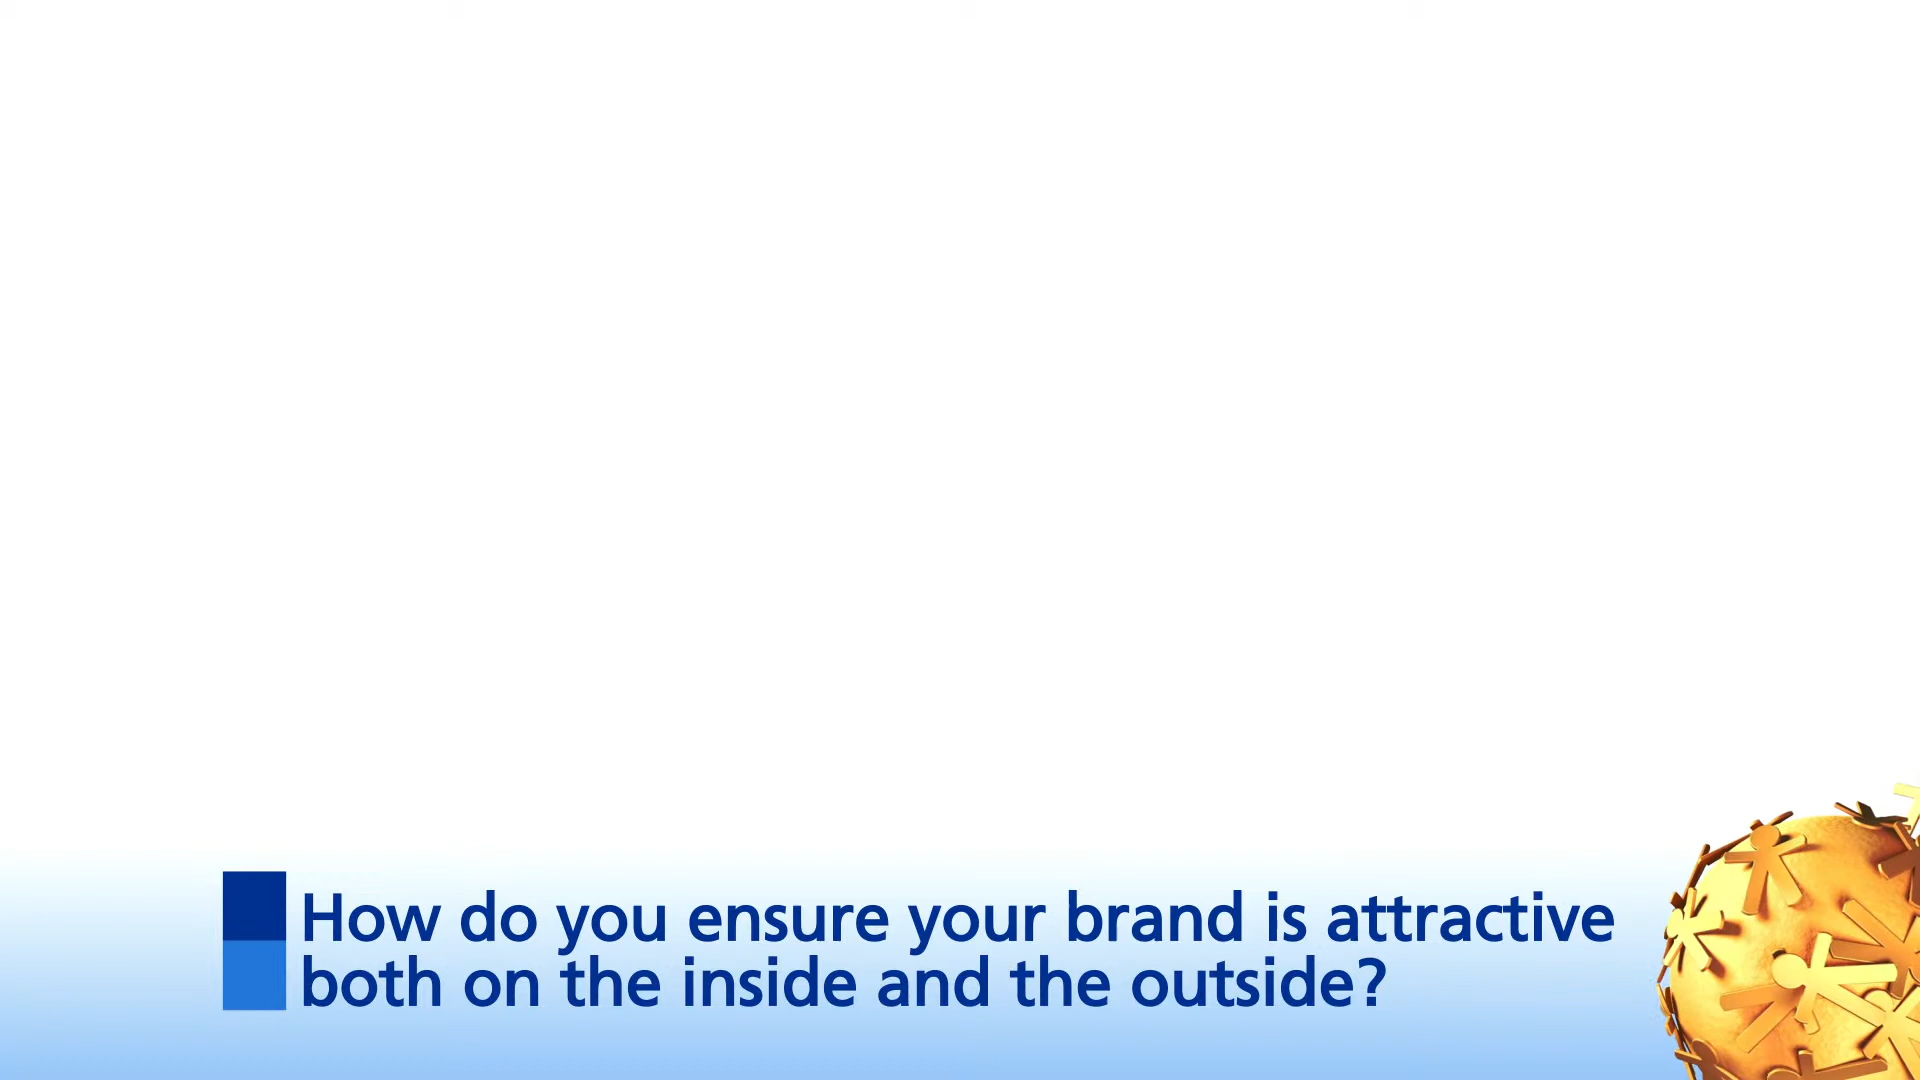 How do you ensure your brand is attractive
both on the inside and the outside?